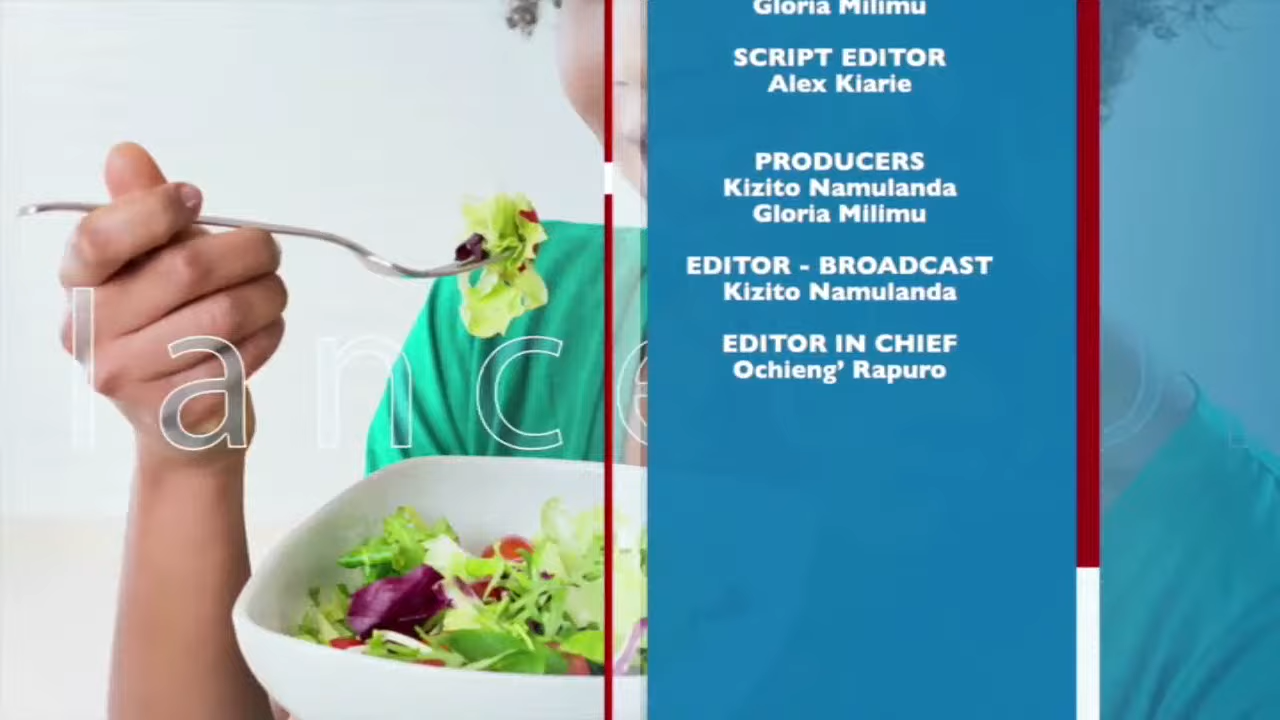 Gloria Milimu
SCRIPT EDITOR
Alex Kiarie
PRODUCERS
Kizito Namulanda
Gloria Milimu
EDITOR - BROADCAST
Kizito Namulanda
EDITOR IN CHIEF
Ochieng’ Rapuro
lance